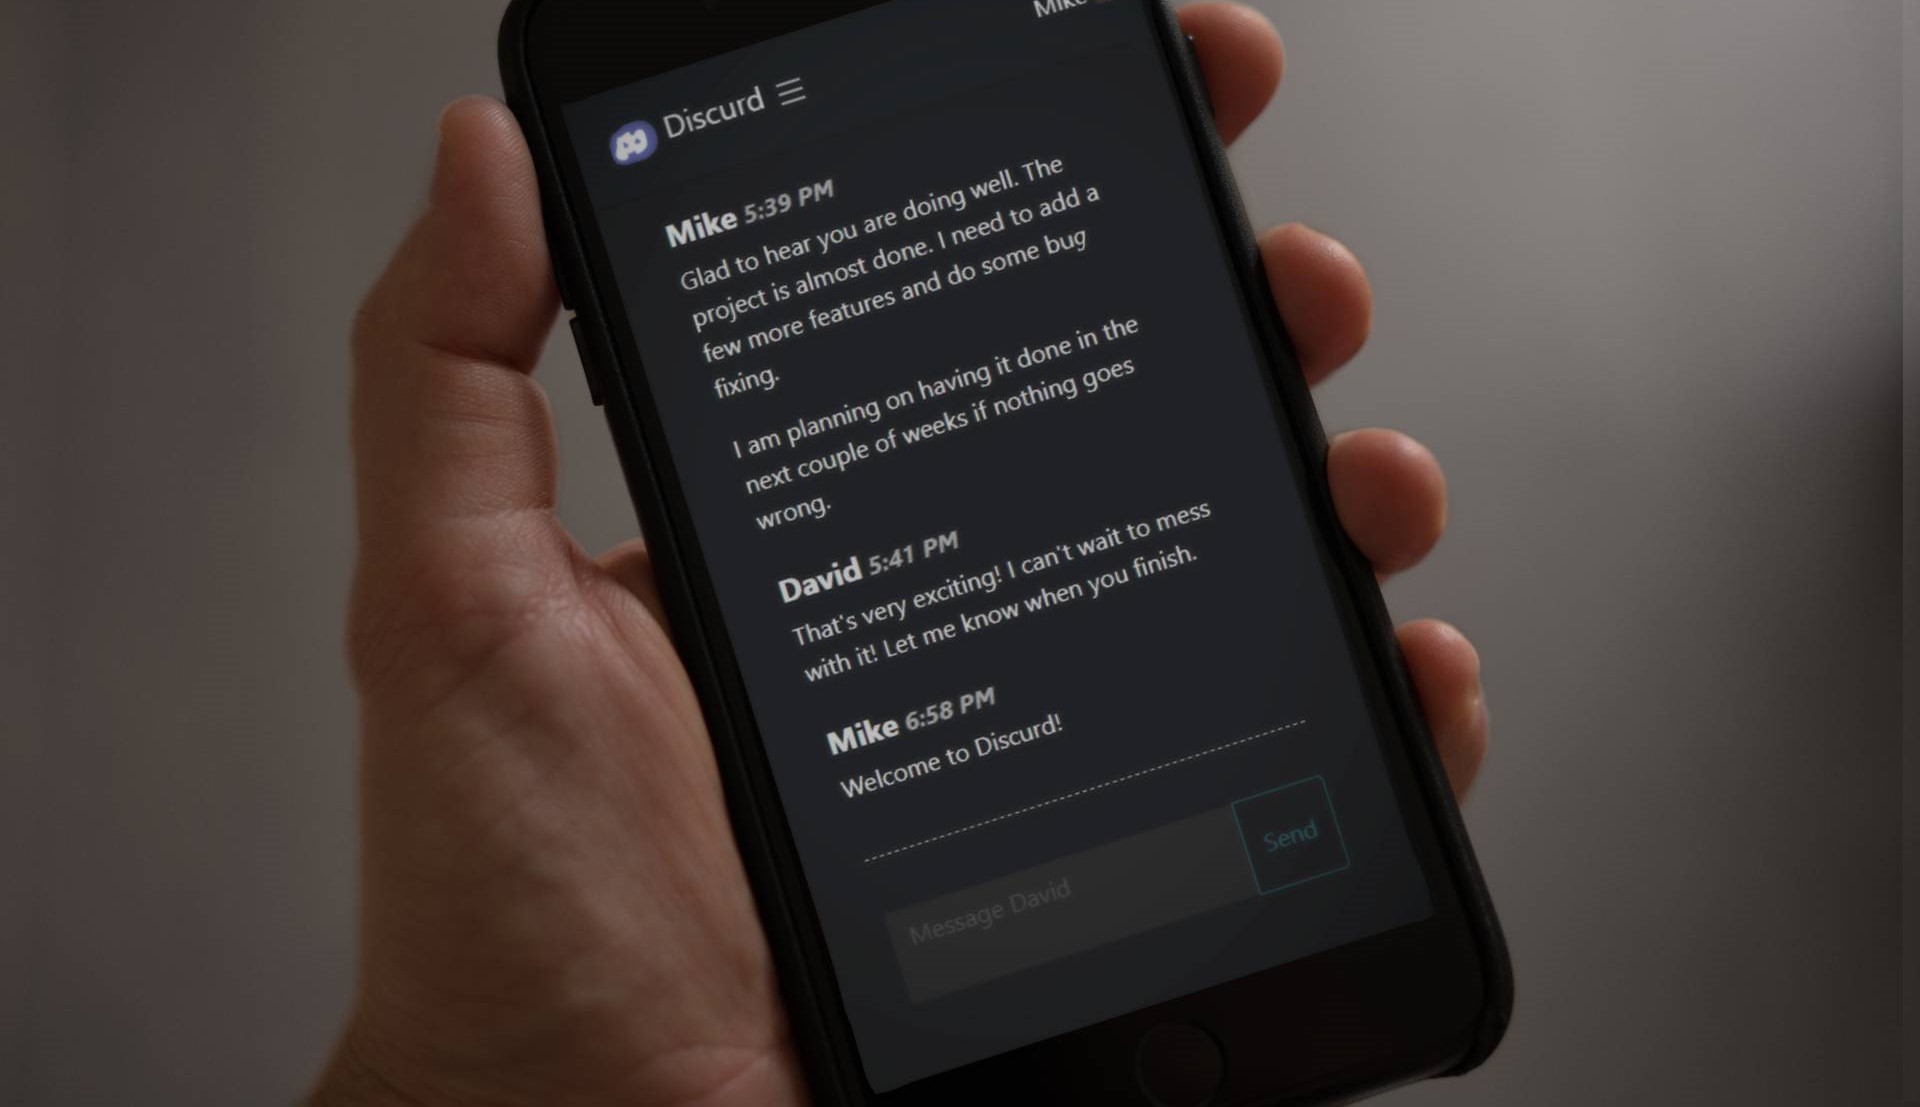 Mike
Discurd
Mike 5:39 PM
Glad to hear you are doing well. The
project is almost done. I need to add a
few more features and do some bug
fixing.
I am planning on having it done in the
next couple of weeks if nothing goes
wrong.
David 5:41 PM
That's very exciting! I can't wait to mess
with it! Let me know when you finish.
Mike 6:58 PM
Welcome to Discurd!
Send
Message David